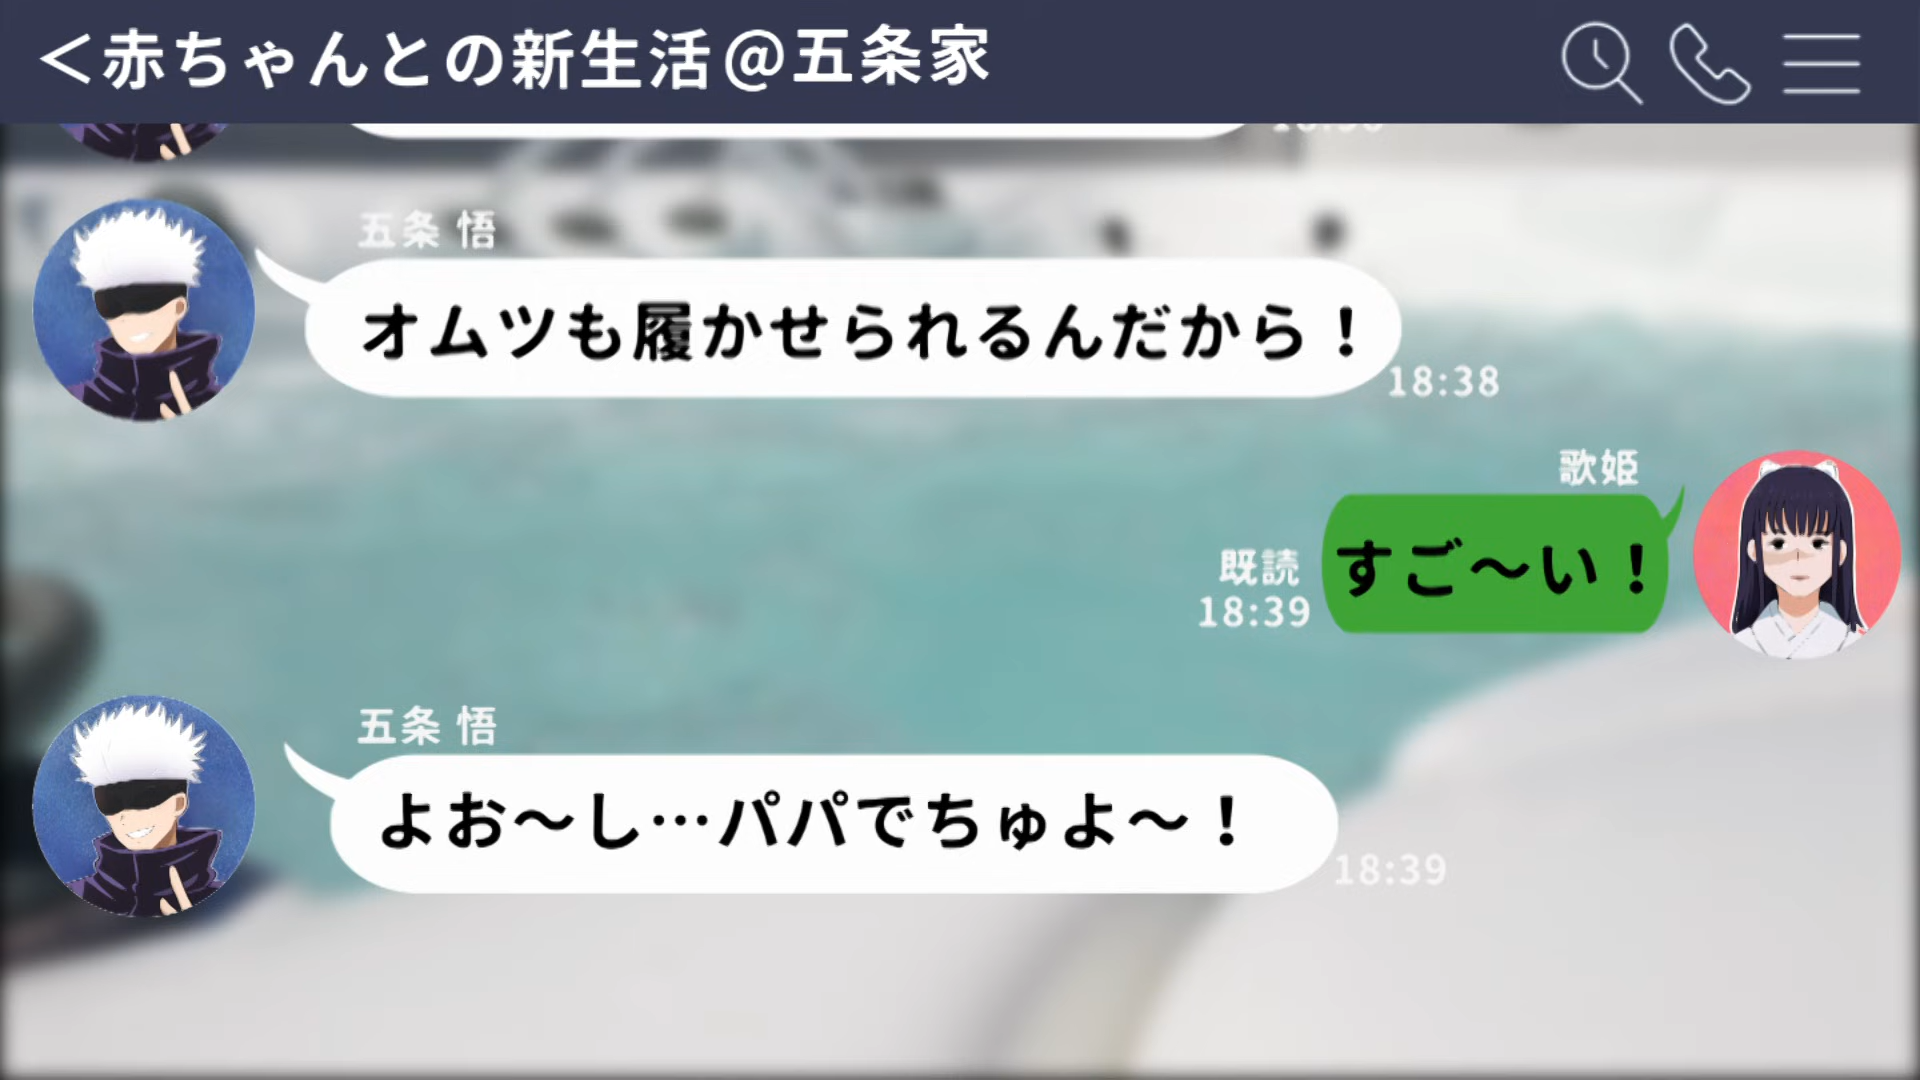 ＜赤ちゃんとの新生活@五条家
五条 悟
オムツも履かせられるんだから！
18:38
歌姫
すご〜い！
既読
18:39
五条 悟
よお〜し…パパでちゅよ〜！
18:39